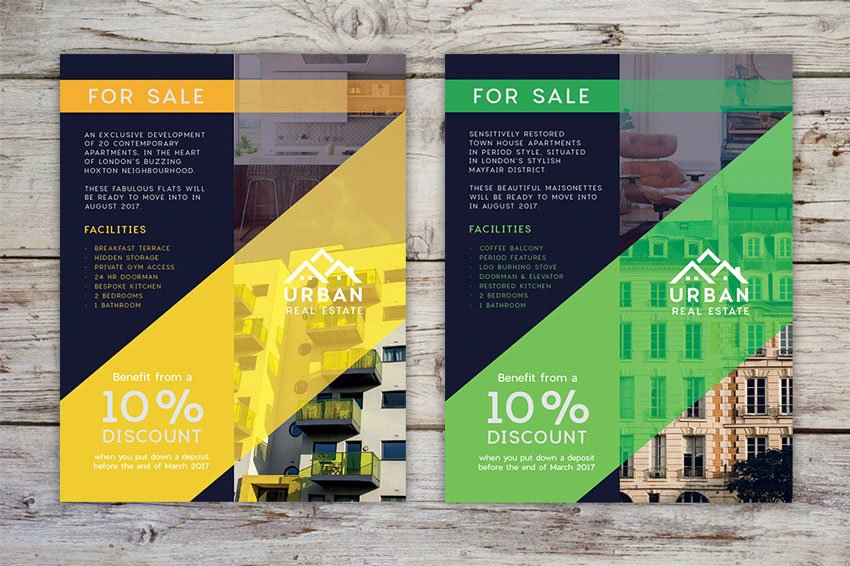 FOR SALE
AN EXCLUSIVE DEVELOPMENT
OF 20 CONTEMPORARY
APARTMENTS, IN THE HEART
OF LONDON'S BUZZING
HOXTON NEIGHBOURHOOD.
THESE FABULOUS FLATS WILL
BE READY TO MOVE INTO IN
AUGUST 2017.
FACILITIES
· BREAKFAST TERRACE
· HIDDEN STORAGE
· PRIVATE GYM ACCESS
· 24 HR DOORMAN
· BESPOKE KITCHEN
· 2 BEDROOMS
· 1 BATHROOM
URBAN
REAL ESTATE
Benefit from a
10%
DISCOUNT
when you put down a deposit
before the end of March 2017
FOR SALE
SENSITIVELY RESTORED
TOWN HOUSE APARTMENTS
IN PERIOD STYLE, SITUATED
IN LONDON'S STYLISH
MAYFAIR DISTRICT.
THESE BEAUTIFUL MAISONETTES
WILL BE READY TO MOVE INTO
IN AUGUST 2017.
FACILITIES
· COFFEE BALCONY
· PERIOD FEATURES
· LOG BURNING STOVE
· DOORMAN & ELEVATOR
· RESTORED KITCHEN
· 2 BEDROOMS
· 1 BATHROOM
URBAN
REAL ESTATE
Benefit from a
10%
DISCOUNT
when you put down a deposit
before the end of March 2017